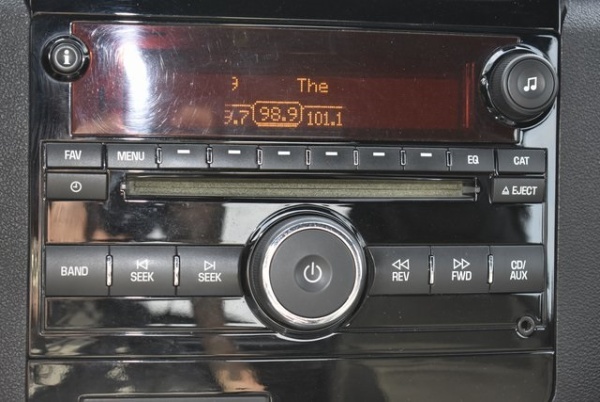 i
9 The
9.7 98.9 101.1
FAV MENU EQ CAT
EJECT
BAND SEEK SEEK REV FWD CD/AUX